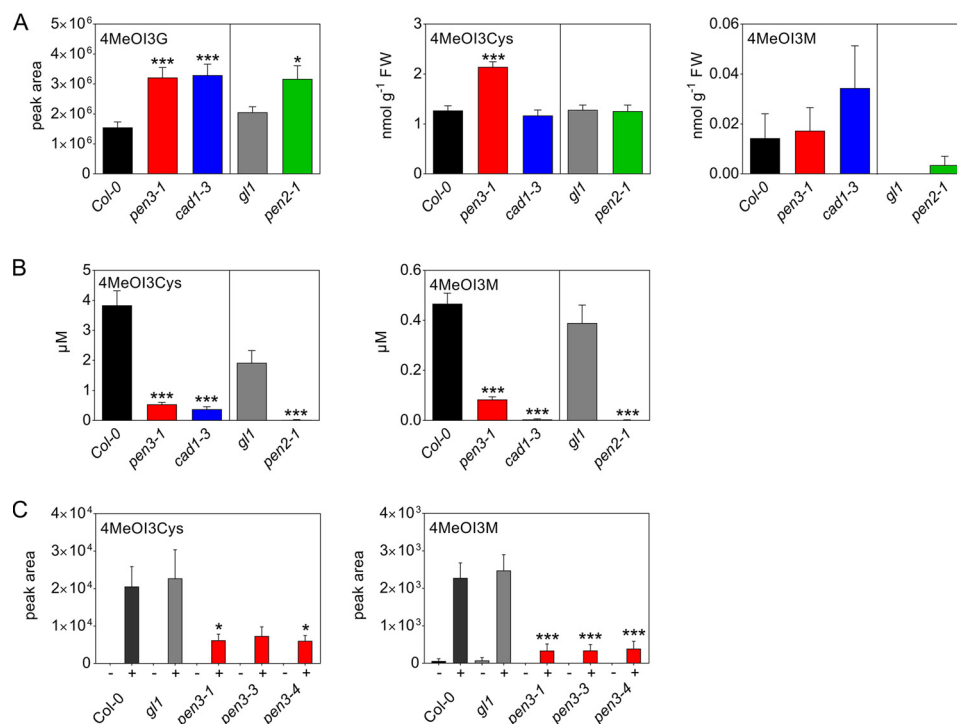 A
4MeOI3G
peak area
5×10⁶
4×10⁶
3×10⁶
2×10⁶
1×10⁶
0
*** *** *
Col-0 pen3-1 cad1-3 gl1 pen2-1
4MeOI3Cys
nmol g⁻¹ FW
3
2
1
0
***
Col-0 pen3-1 cad1-3 gl1 pen2-1
4MeOI3M
nmol g⁻¹ FW
0.06
0.04
0.02
0.00
Col-0 pen3-1 cad1-3 gl1 pen2-1
B
4MeOI3Cys
µM
5
4
3
2
1
0
*** *** ***
Col-0 pen3-1 cad1-3 gl1 pen2-1
4MeOI3M
µM
0.6
0.4
0.2
0.0
*** *** ***
Col-0 pen3-1 cad1-3 gl1 pen2-1
C
4MeOI3Cys
peak area
4×10⁴
3×10⁴
2×10⁴
1×10⁴
0
* *
- + - + - + - + - +
Col-0 gl1 pen3-1 pen3-3 pen3-4
4MeOI3M
peak area
4×10³
3×10³
2×10³
1×10³
0
*** *** ***
- + - + - + - + - +
Col-0 gl1 pen3-1 pen3-3 pen3-4